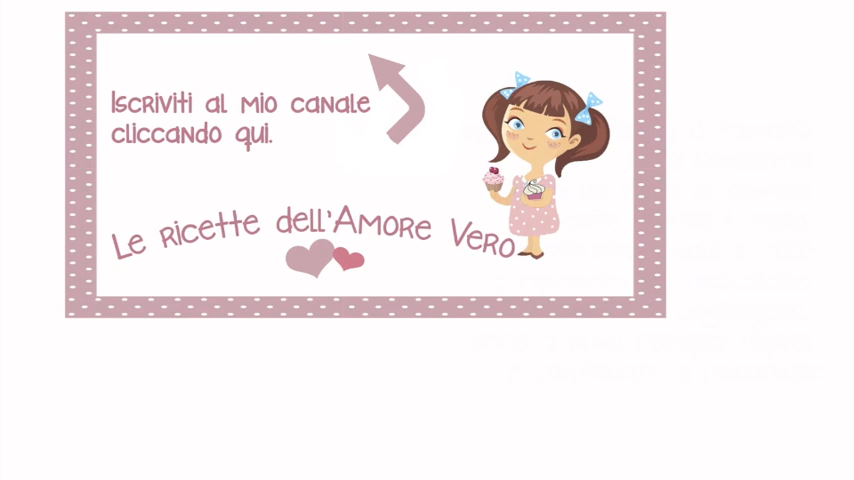 Iscriviti al mio canale
cliccando qui.
Le ricette dell'Amore Vero